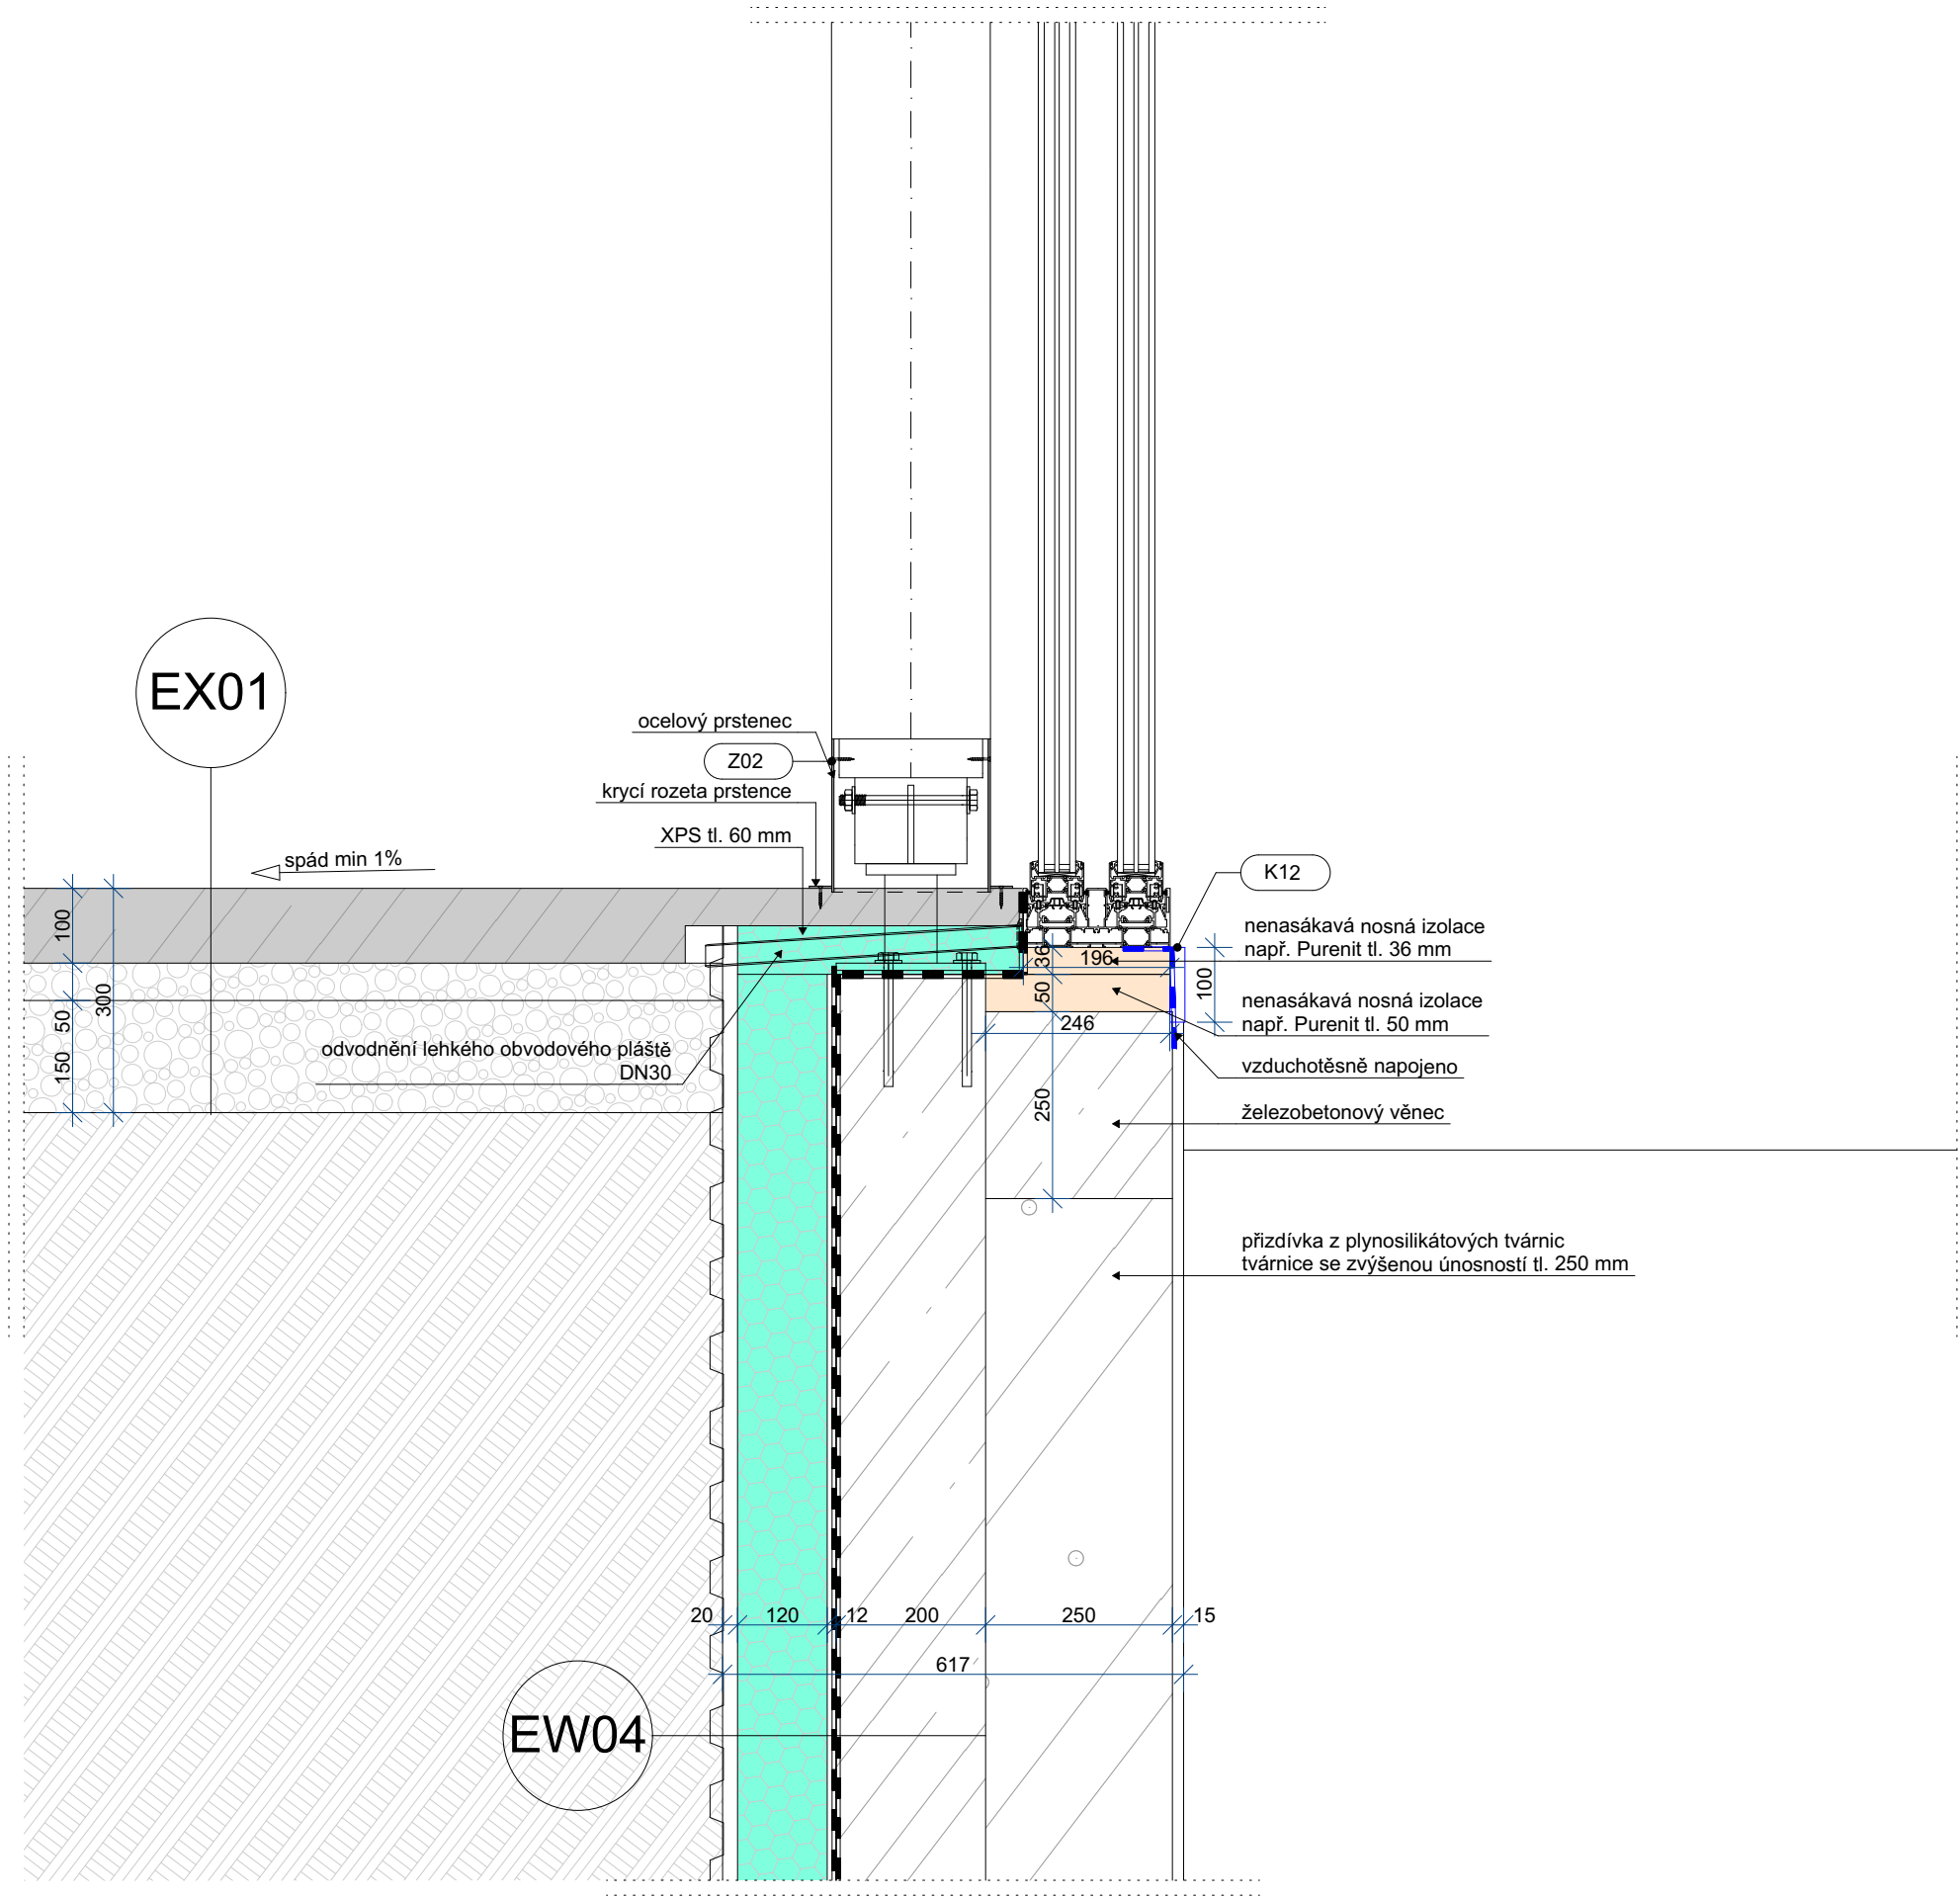 EX01
ocelový prstenec
Z02
krycí rozeta prstence
XPS tl. 60 mm
spád min 1%
K12
nenasákavá nosná izolace
např. Purenit tl. 36 mm
100
300
50
150
36
196
50
100
246
250
nenasákavá nosná izolace
např. Purenit tl. 50 mm
odvodnění lehkého obvodového pláště
DN30
vzduchotěsně napojeno
železobetonový věnec
přizdívka z plynosilikátových tvárnic
tvárnice se zvýšenou únosností tl. 250 mm
20
120
12
200
250
15
617
EW04